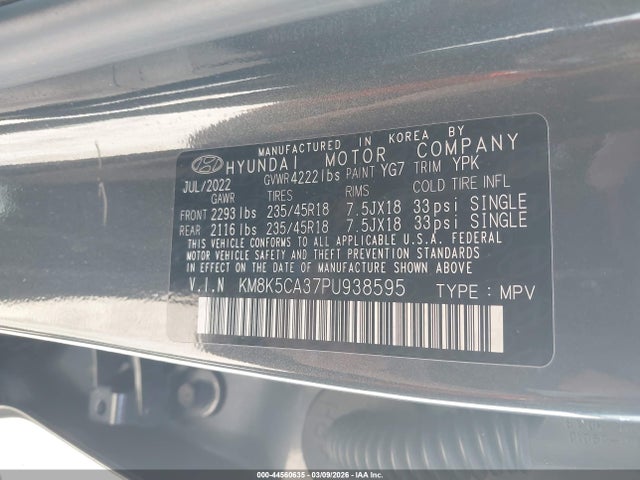 MANUFACTURED IN KOREA BY
HYUNDAI MOTOR COMPANY
JUL/2022 GVWR 4222 lbs PAINT YG7 TRIM YPK
GAWR TIRES RIMS COLD TIRE INFL
FRONT 2293 lbs 235/45R18 7.5JX18 33psi SINGLE
REAR 2116 lbs 235/45R18 7.5JX18 33psi SINGLE
THIS VEHICLE CONFORMS TO ALL APPLICABLE U.S.A. FEDERAL
MOTOR VEHICLE SAFETY BUMPER, AND THEFT PREVENTION STANDARDS
IN EFFECT ON THE DATE OF MANUFACTURE SHOWN ABOVE.
V.I.N KM8K5CA37PU938595 TYPE : MPV
000-44560635 - 03/09/2026 - IAAI.COM